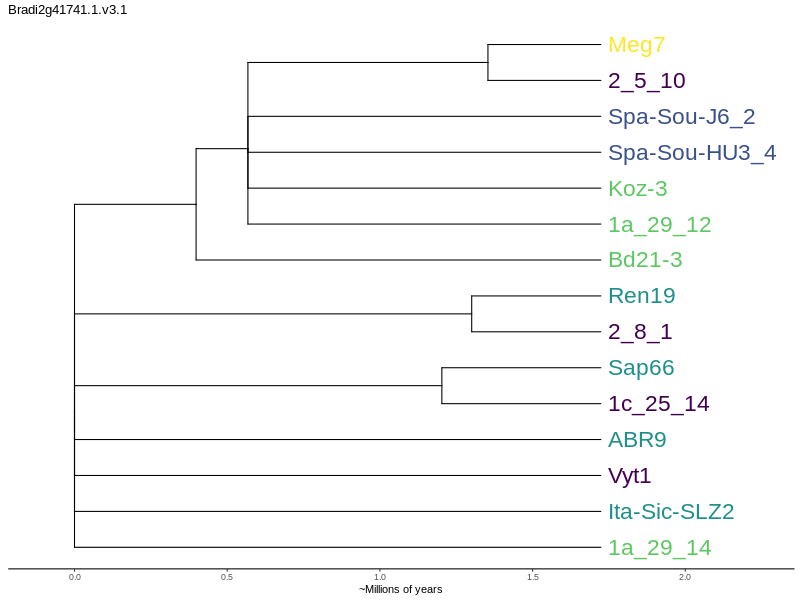 Bradi2g41741.1.v3.1
Meg7
2_5_10
Spa-Sou-J6_2
Spa-Sou-HU3_4
Koz-3
1a_29_12
Bd21-3
Ren19
2_8_1
Sap66
1c_25_14
ABR9
Vyt1
Ita-Sic-SLZ2
1a_29_14
0.0 0.5 1.0 1.5 2.0
~Millions of years